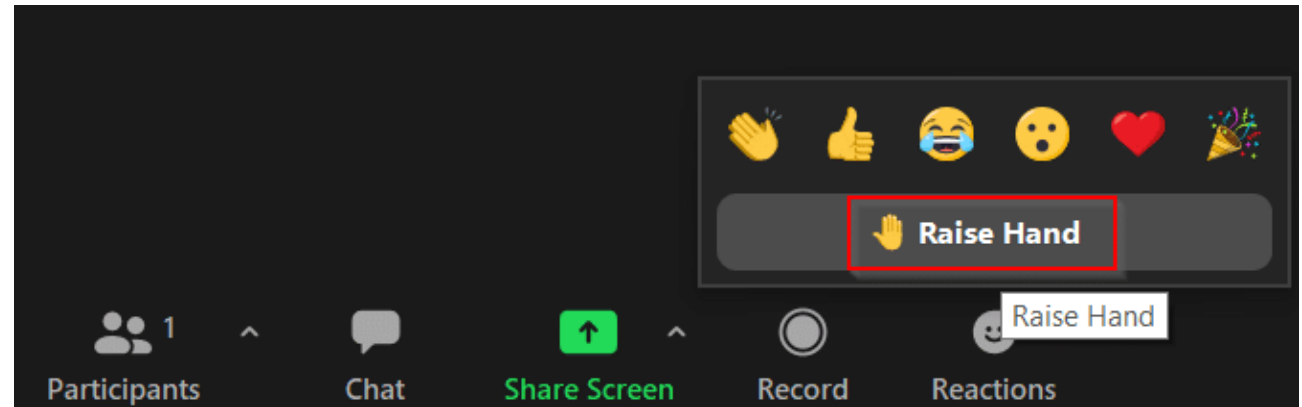 Raise Hand
Raise Hand
1
Participants
Chat
Share Screen
Record
Reactions